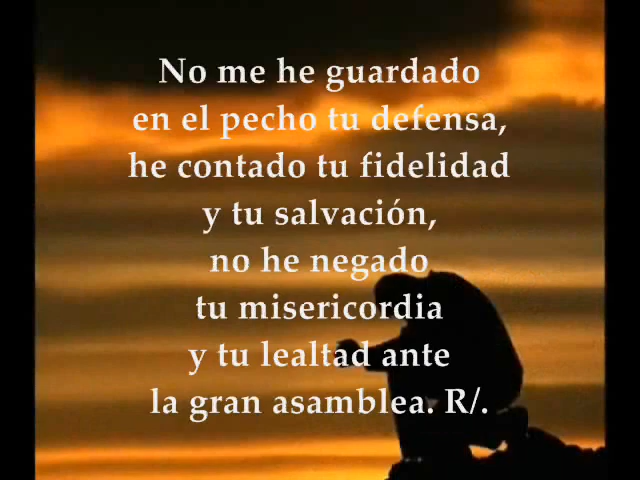 No me he guardado
en el pecho tu defensa,
he contado tu fidelidad
y tu salvación,
no he negado
tu misericordia
y tu lealtad ante
la gran asamblea. R/.